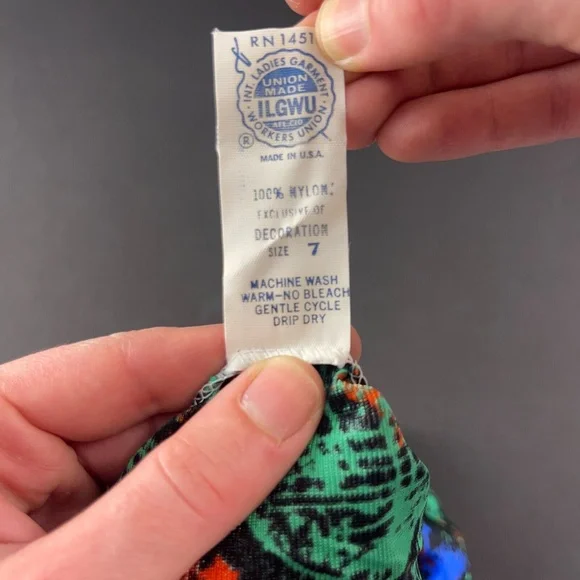 RN 1451
INT. LADIES GARMENT
WORKERS UNION
UNION
MADE
ILGWU
AFL CIO
®
MADE IN U.S.A.
100% NYLON
EXCLUSIVE OF
DECORATION
SIZE 7
MACHINE WASH
WARM—NO BLEACH
GENTLE CYCLE
DRIP DRY